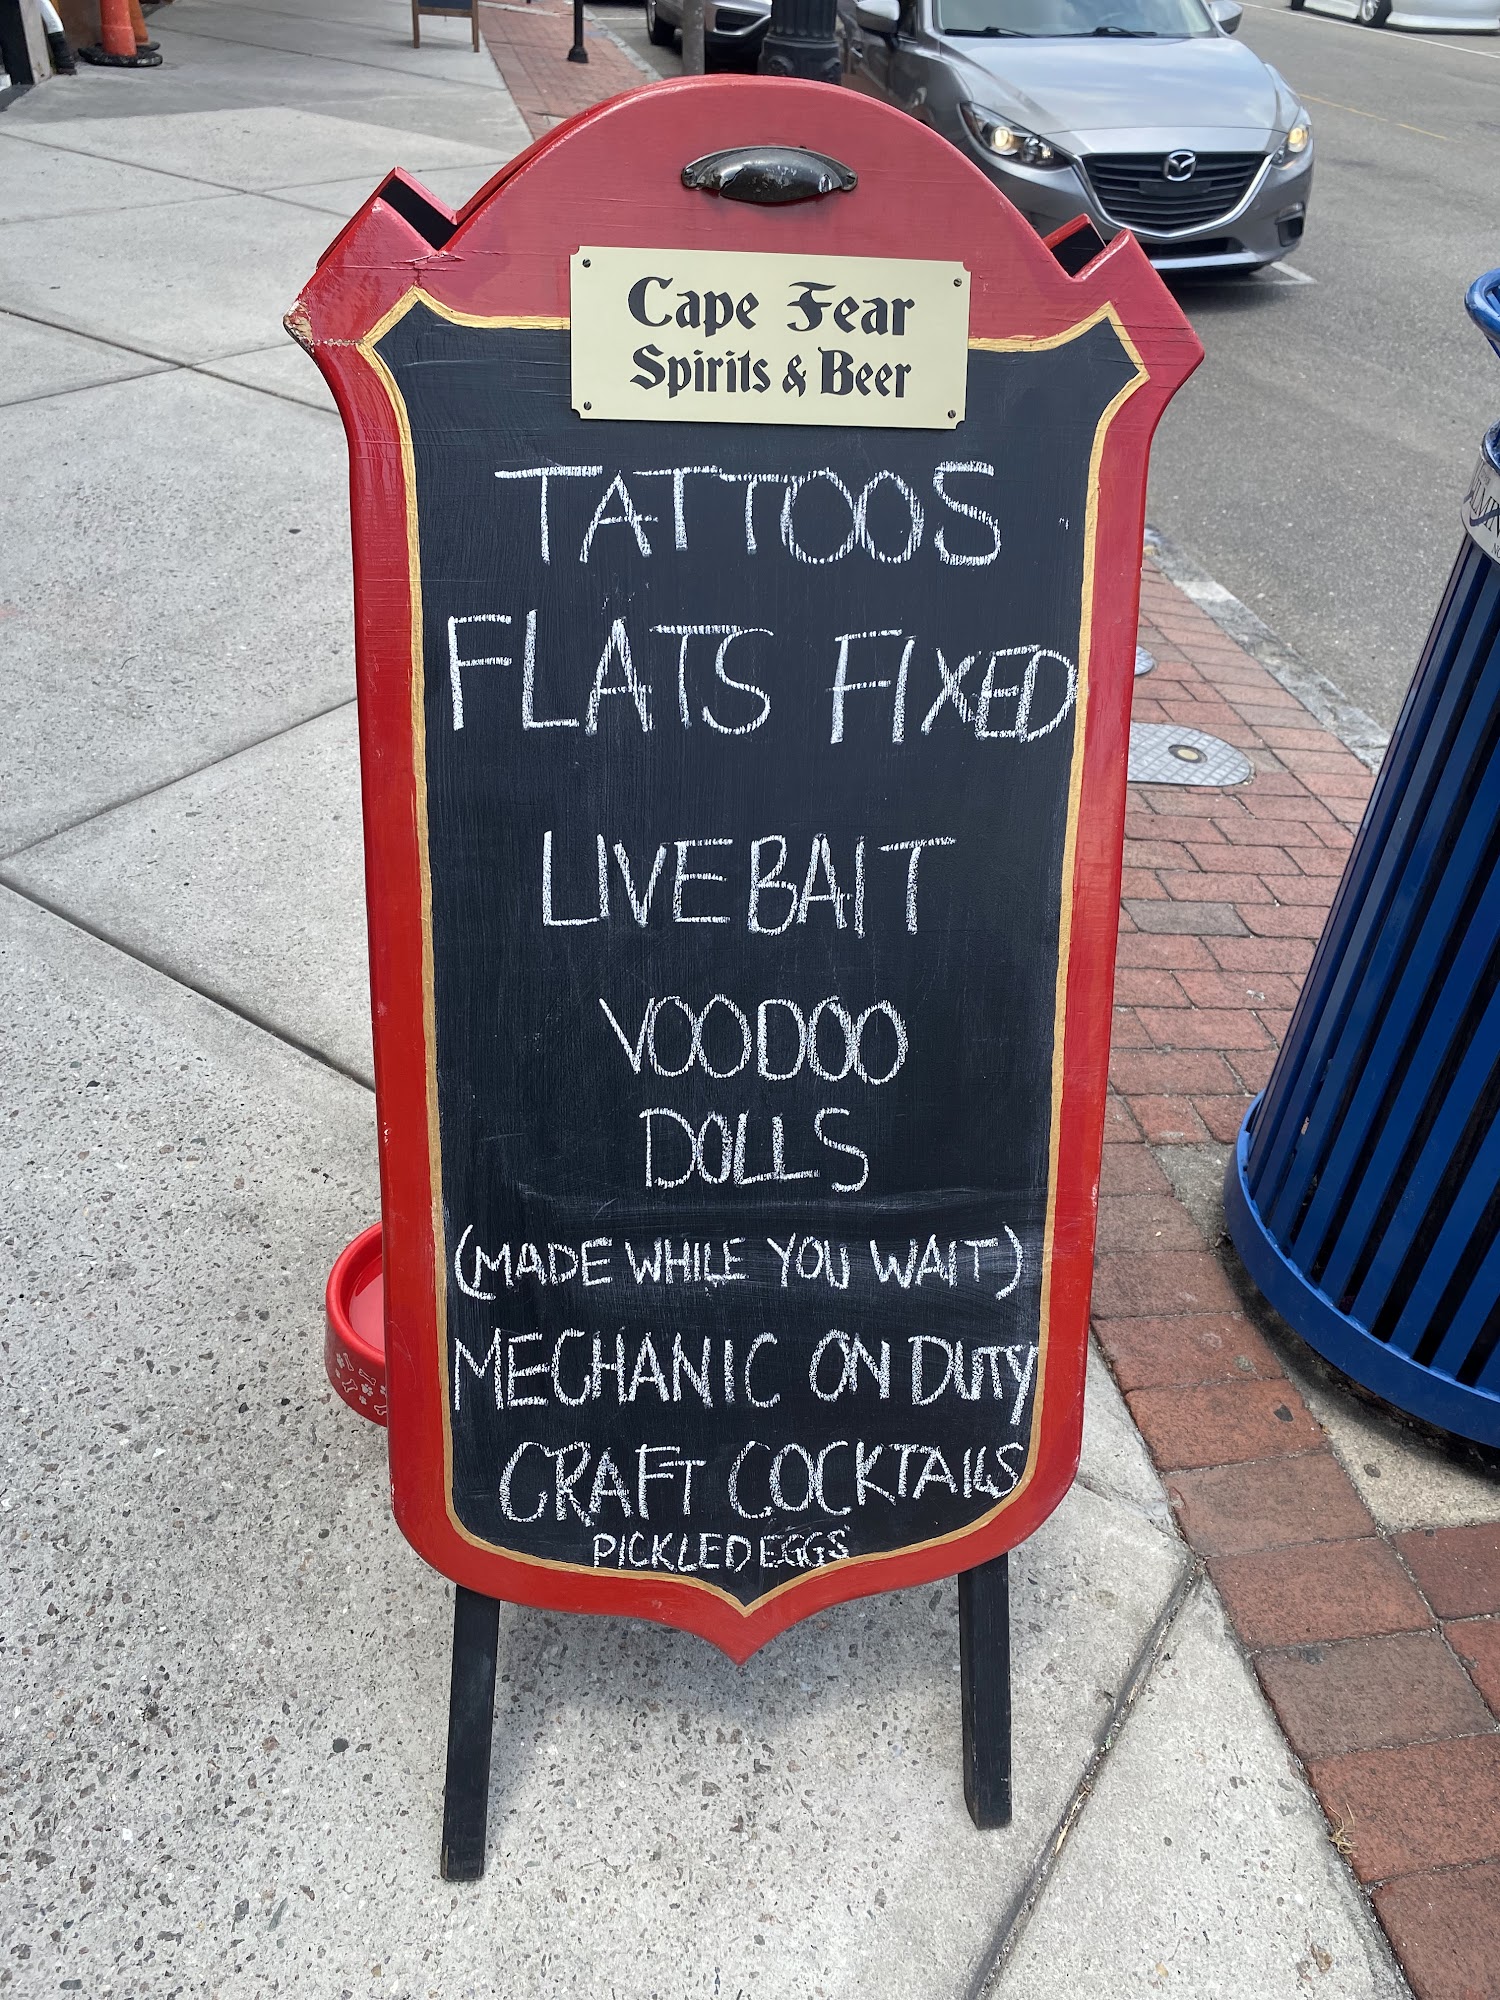 Cape Fear
Spirits & Beer
TATTOOS
FLATS FIXED
LIVE BAIT
VOODOO
DOLLS
(MADE WHILE YOU WAIT)
MECHANIC ON DUTY
CRAFT COCKTAILS
PICKLED EGGS